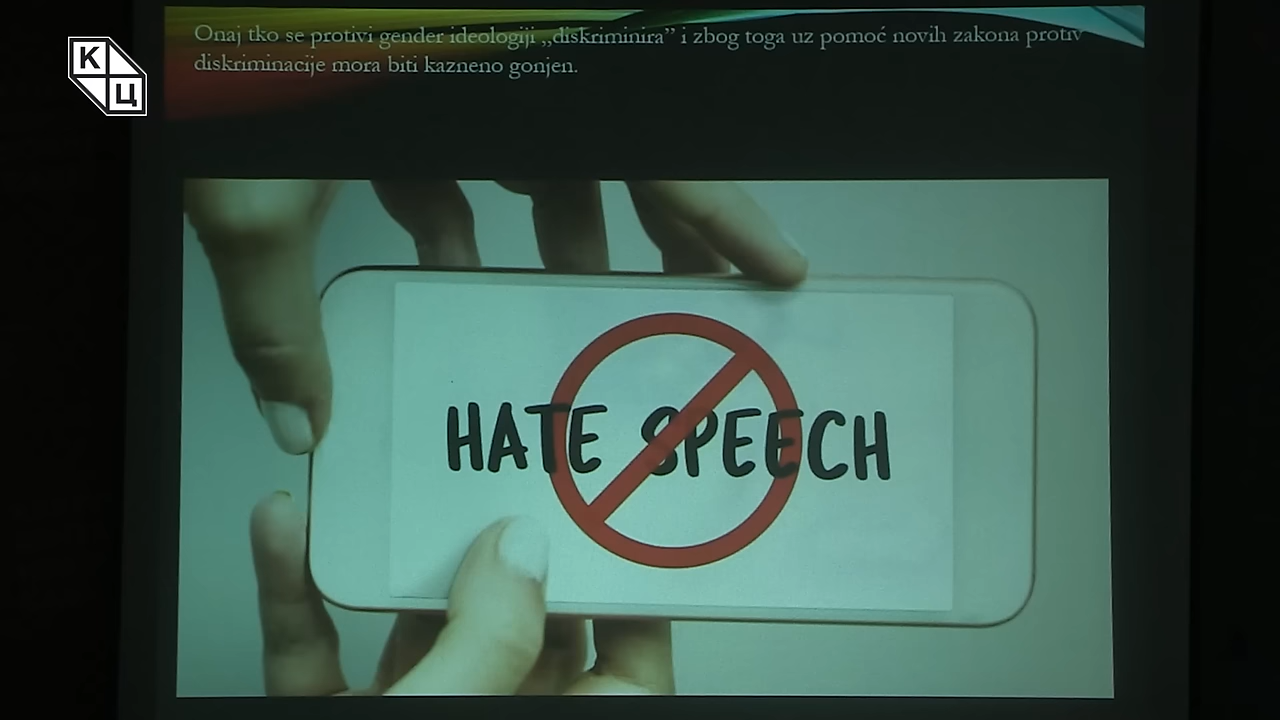 Onaj tko se protivi gender ideologiji „diskriminira” i zbog toga uz pomoć novih zakona protiv
diskriminacije mora biti kazneno gonjen.
К
Ц
HATE SPEECH